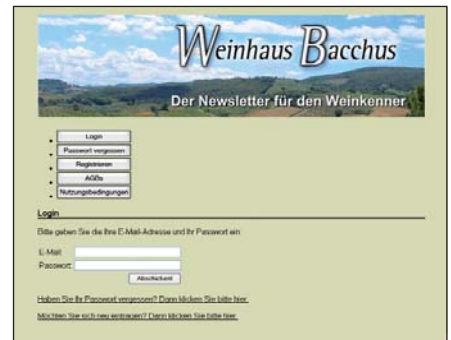 Weinhaus Bacchus
Der Newsletter für den Weinkenner
Login
Passwort vergessen
Registrieren
AGBs
Nutzungsbedingungen
Login
Bitte geben Sie die Ihre E-Mail-Adresse und Ihr Passwort ein:
E-Mail:
Passwort:
Abschicken!
Haben Sie Ihr Passwort vergessen? Dann klicken Sie bitte hier.
Möchten Sie sich neu eintragen? Dann klicken Sie bitte hier.